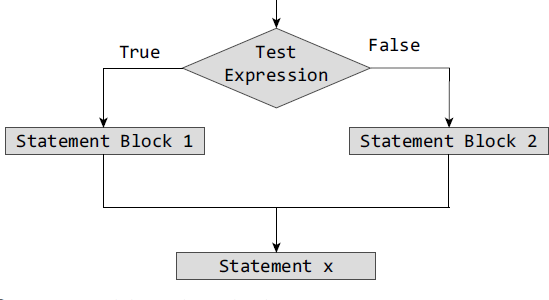 True
Test
Expression
False
Statement Block 1
Statement Block 2
Statement x